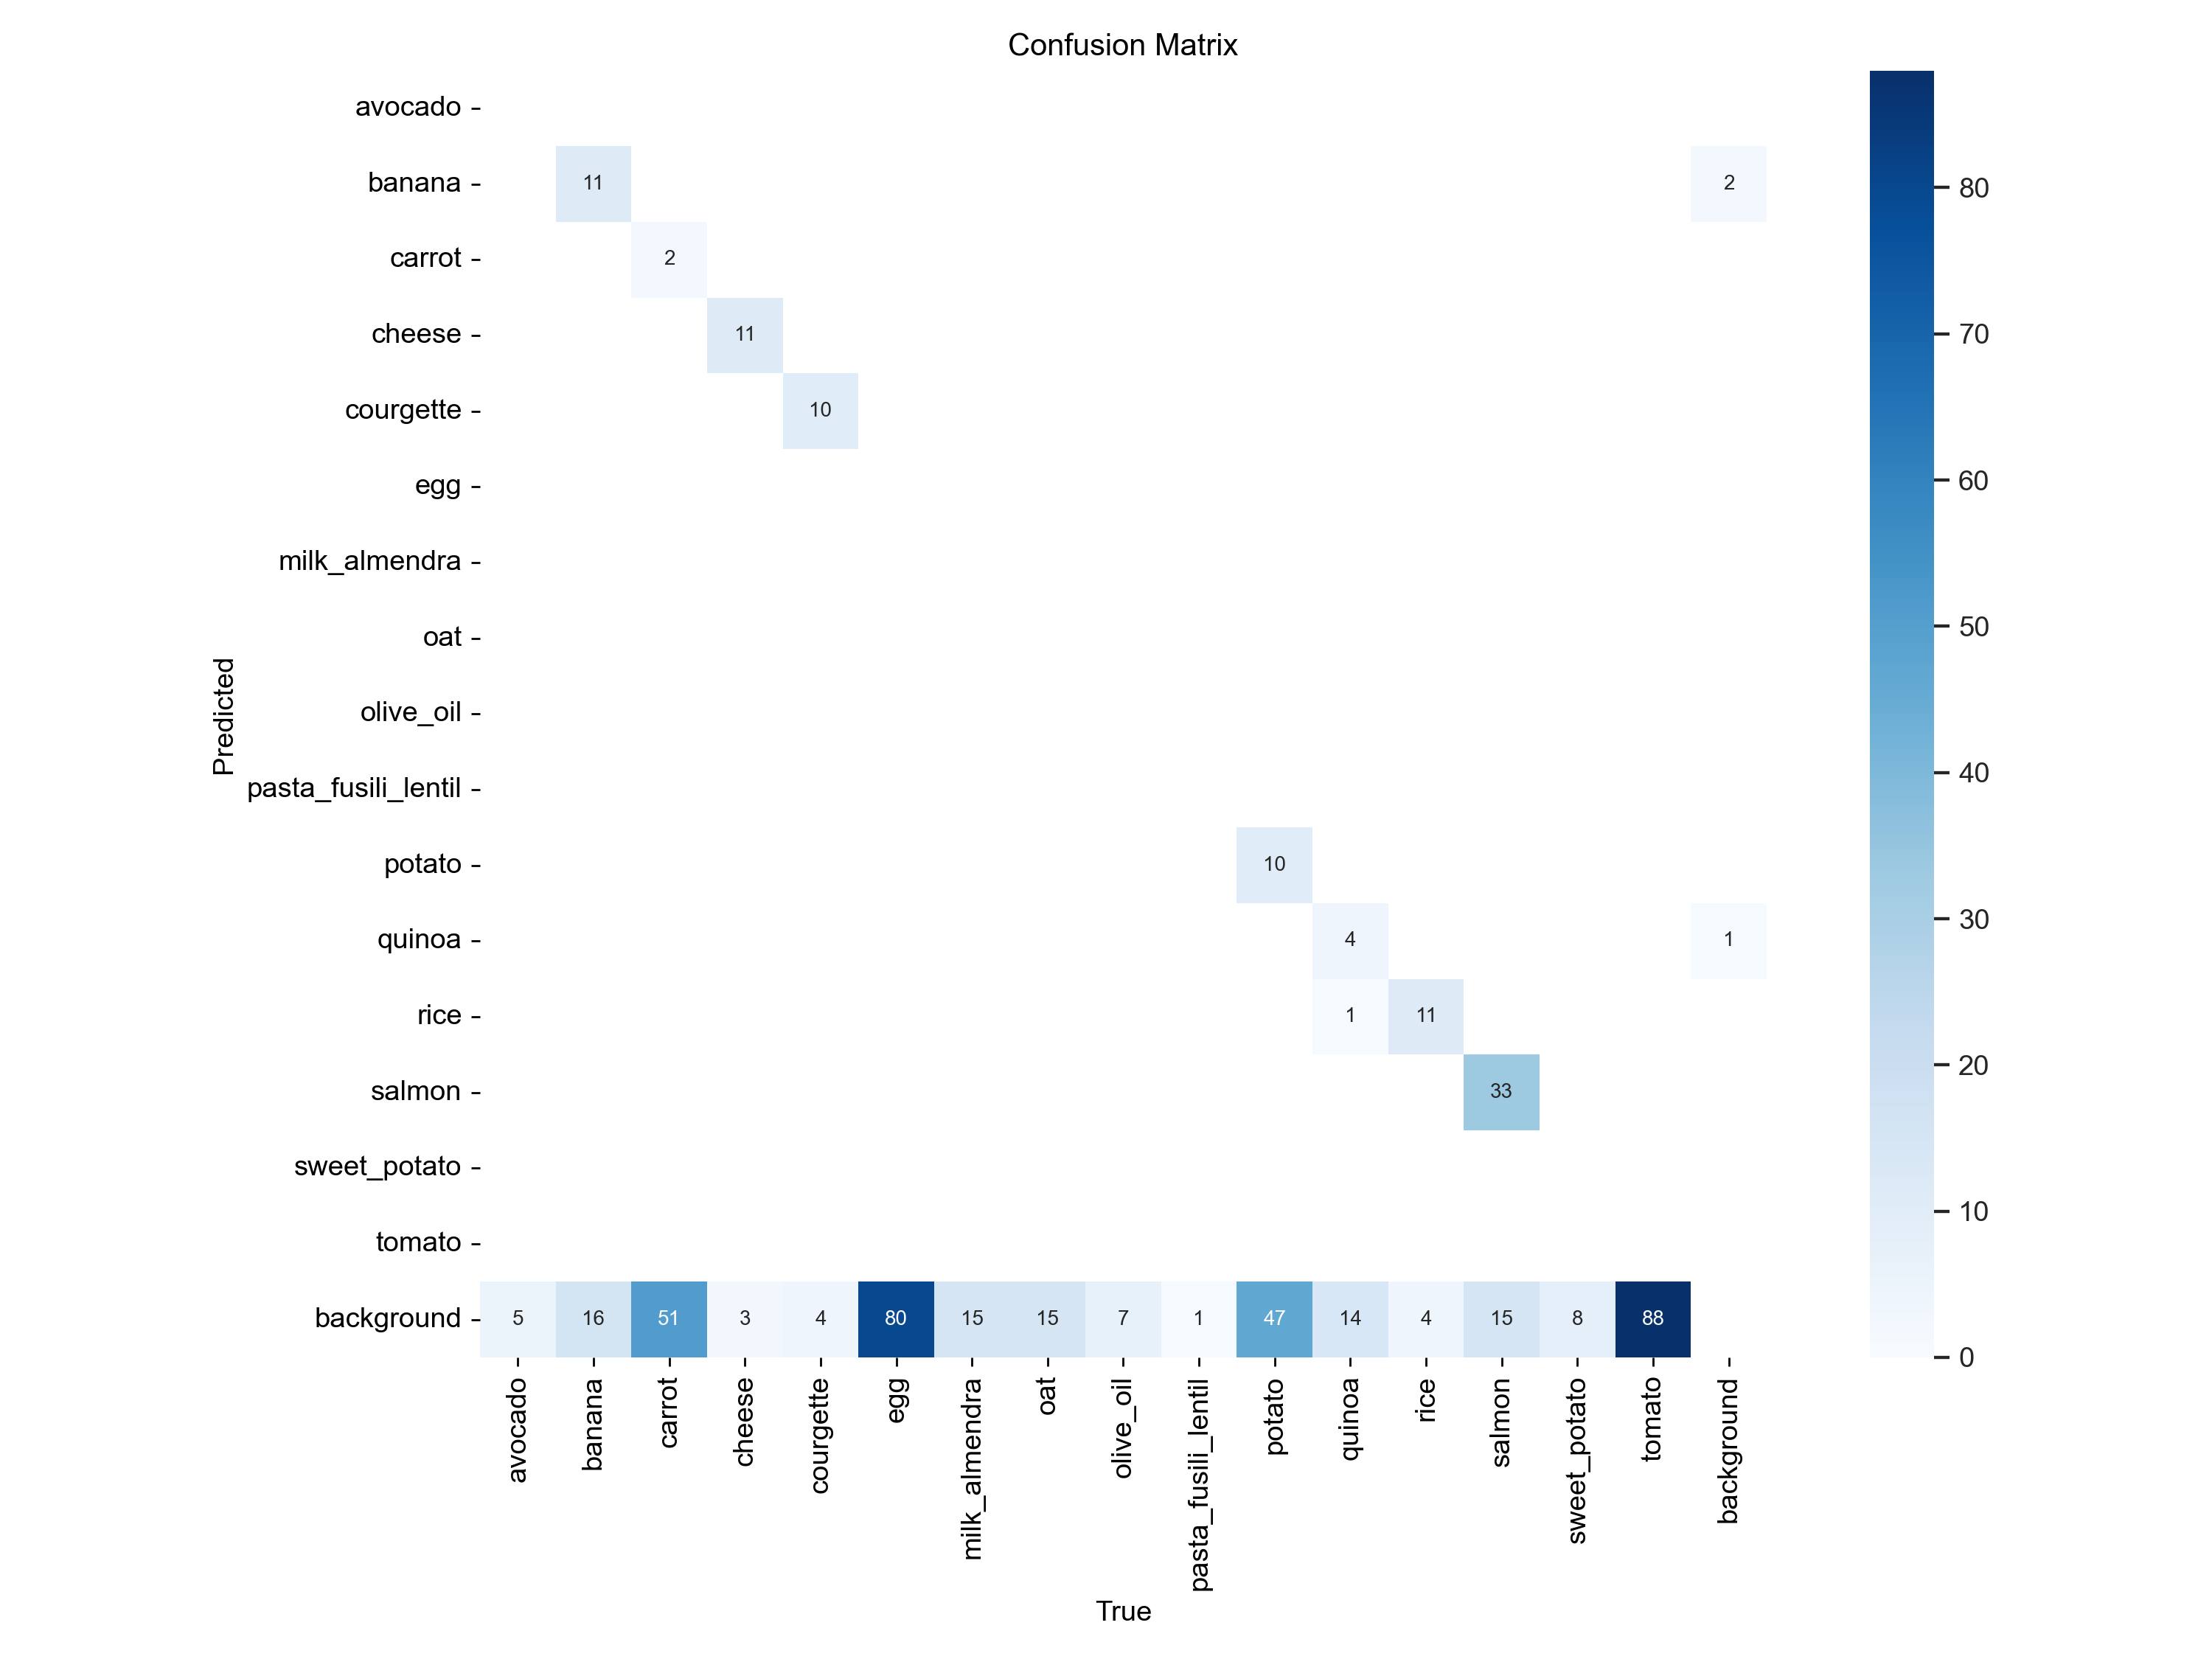 Confusion Matrix
avocado
banana 11 2 80
carrot 2
cheese 11 70
courgette 10
egg 60
milk_almendra
oat 50
olive_oil
Predicted
pasta_fusili_lentil 40
potato 10
quinoa 4 1 30
rice 1 11
salmon 33 20
sweet_potato
tomato 10
background 5 16 51 3 4 80 15 15 7 1 47 14 4 15 8 88
0
avocado
banana
carrot
cheese
courgette
egg
milk_almendra
oat
olive_oil
pasta_fusili_lentil
potato
quinoa
rice
salmon
sweet_potato
tomato
background
True